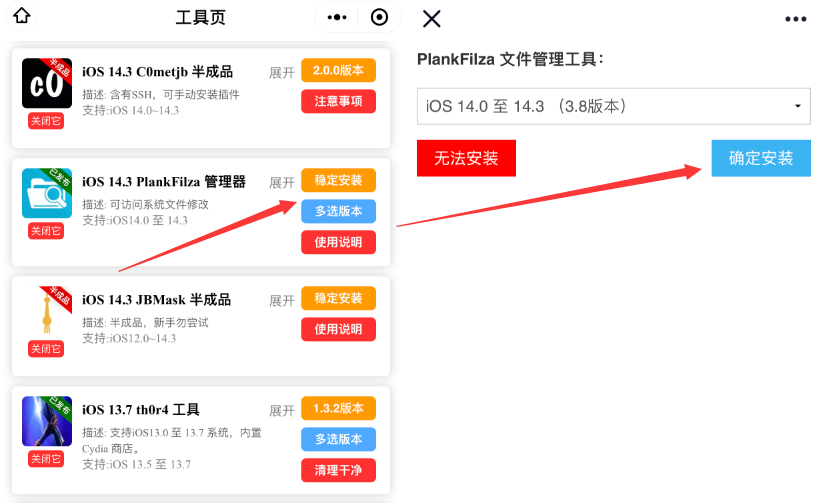 工具页
半成品
iOS 14.3 C0metjb 半成品
展开
2.0.0版本
c0
描述: 含有SSH，可手动安装插件
支持:iOS 14.0~14.3
注意事项
关闭它
已发布
iOS 14.3 PlankFilza 管理器
展开
稳定安装
描述: 可访问系统文件修改
支持:iOS14.0 至 14.3
多选版本
关闭它
使用说明
半成品
iOS 14.3 JBMask 半成品
展开
稳定安装
描述: 半成品，新手勿尝试
支持:iOS12.0~14.3
使用说明
关闭它
已发布
iOS 13.7 th0r4 工具
展开
1.3.2版本
描述: 支持iOS13.0 至 13.7 系统，内置
Cydia 商店。
支持:iOS 13.5 至 13.7
多选版本
关闭它
清理干净
PlankFilza 文件管理工具：
iOS 14.0 至 14.3 （3.8版本）
无法安装
确定安装